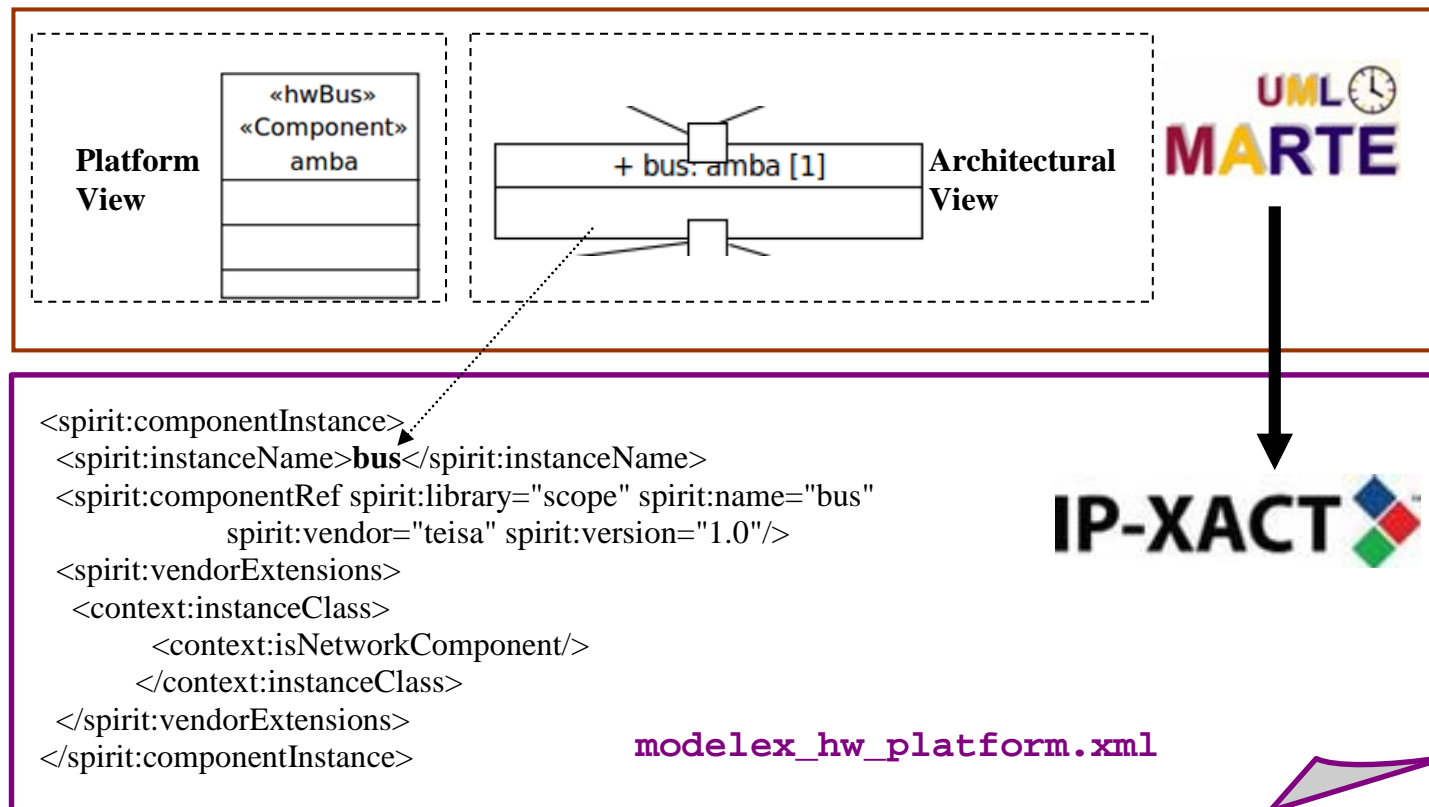 «hwBus»
«Component»
amba
Platform
View
+ bus: amba [1]
Architectural
View
UML
MARTE
<spirit:componentInstance>
<spirit:instanceName>bus</spirit:instanceName>
<spirit:componentRef spirit:library="scope" spirit:name="bus"
spirit:vendor="teisa" spirit:version="1.0"/>
<spirit:vendorExtensions>
<context:instanceClass>
<context:isNetworkComponent/>
</context:instanceClass>
</spirit:vendorExtensions>
</spirit:componentInstance>
IP-XACT
modelex_hw_platform.xml